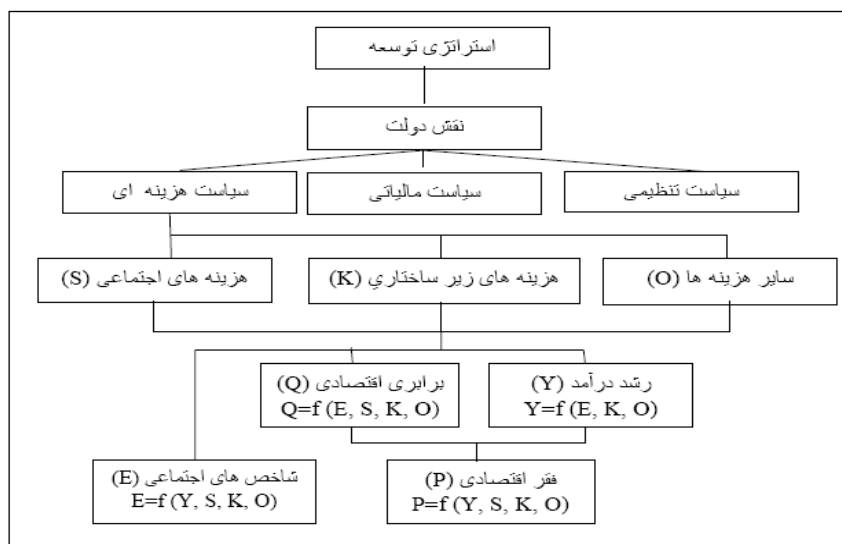 استراتژی توسعه
نقش دولت
سیاست تنظیمی
سیاست مالیاتی
سیاست هزینه ای
سایر هزینه ها (O)
هزینه های زیر ساختاري (K)
هزینه های اجتماعی (S)
رشد درآمد (Y)
Y=f (E, K, O)
برابری اقتصادی (Q)
Q=f (E, S, K, O)
فقر اقتصادی (P)
P=f (Y, S, K, O)
شاخص های اجتماعی (E)
E=f (Y, S, K, O)